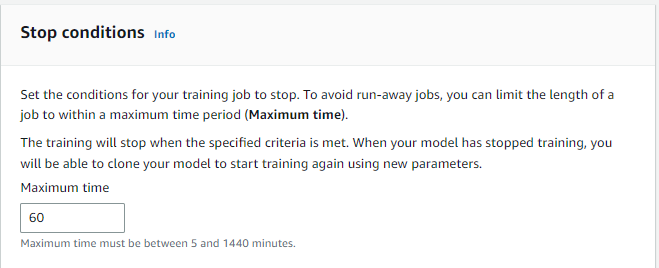 Stop conditions Info
Set the conditions for your training job to stop. To avoid run-away jobs, you can limit the length of a
job to within a maximum time period (Maximum time).
The training will stop when the specified criteria is met. When your model has stopped training, you
will be able to clone your model to start training again using new parameters.
Maximum time
60
Maximum time must be between 5 and 1440 minutes.